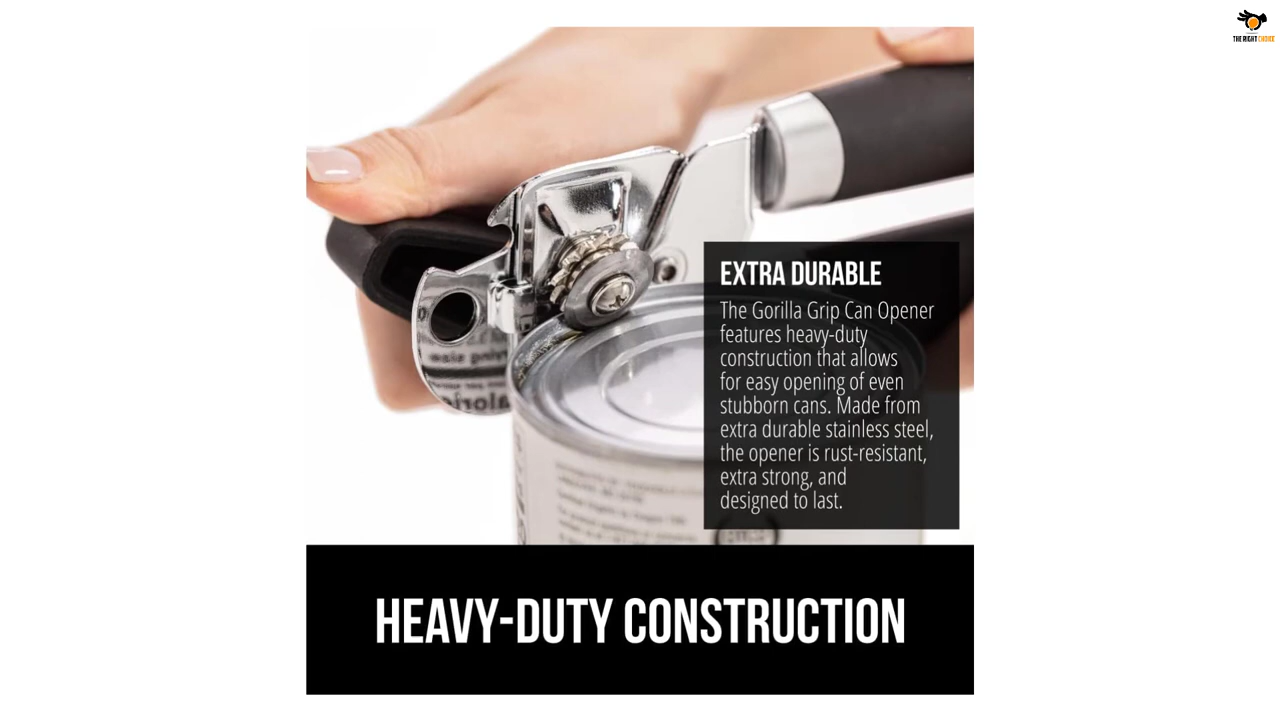 THE RIGHT CHOICE
EXTRA DURABLE
The Gorilla Grip Can Opener
features heavy-duty
construction that allows
for easy opening of even
stubborn cans. Made from
extra durable stainless steel,
the opener is rust-resistant,
extra strong, and
designed to last.
HEAVY-DUTY CONSTRUCTION